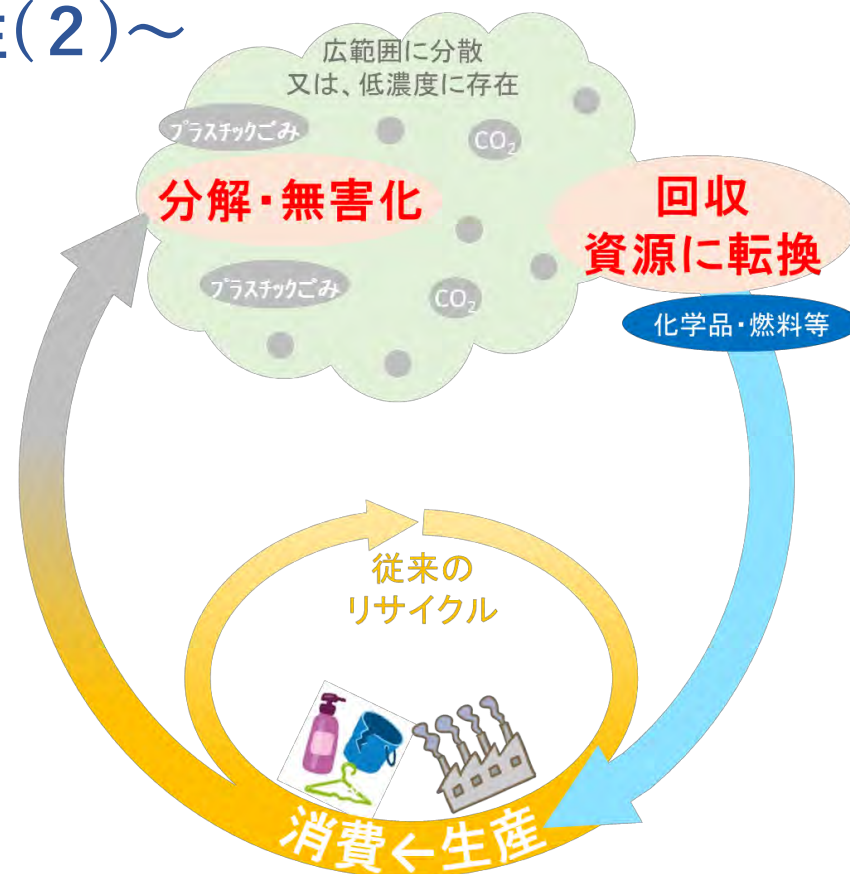 (2)~
広範囲に分散
又は、低濃度に存在
プラスチックごみ
CO₂
分解・無害化
回収
資源に転換
プラスチックごみ
CO₂
化学品・燃料等
従来の
リサイクル
消費←生産